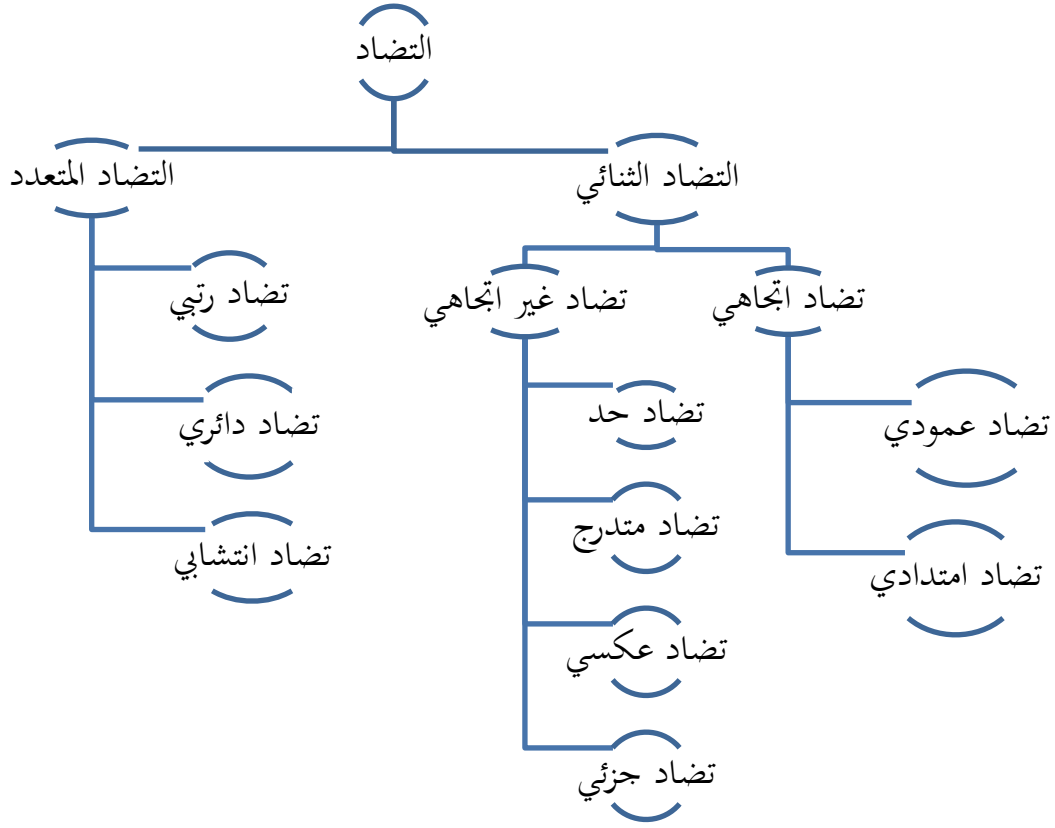 التضاد
التضاد الثنائي
التضاد المتعدد
تضاد اتجاهي
تضاد غير اتجاهي
تضاد رتبي
تضاد عمودي
تضاد حد
تضاد دائري
تضاد امتدادي
تضاد متدرج
تضاد انتشابي
تضاد عكسي
تضاد جزئي